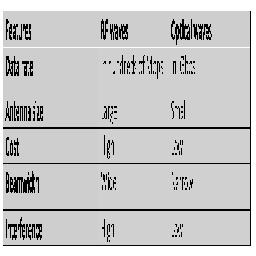 Features RF waves Optical waves
Data rate In hundreds of Mbps In Gbps
Antenna size Large Small
Cost High Low
Beamwidth Wide Narrow
Interference High Low